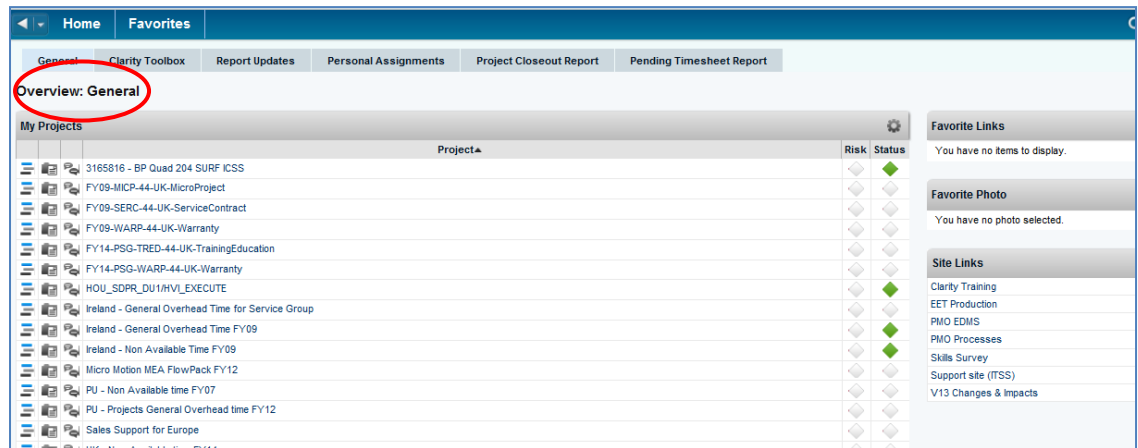 Home Favorites
General Clarity Toolbox Report Updates Personal Assignments Project Closeout Report Pending Timesheet Report
Overview: General
My Projects
Project Risk Status
3165816 - BP Quad 204 SURF ICSS
FY09-MICP-44-UK-MicroProject
FY09-SERC-44-UK-ServiceContract
FY09-WARP-44-UK-Warranty
FY14-PSG-TRED-44-UK-TrainingEducation
FY14-PSG-WARP-44-UK-Warranty
HOU_SDPR_DU1/HVI_EXECUTE
Ireland - General Overhead Time for Service Group
Ireland - General Overhead Time FY09
Ireland - Non Available Time FY09
Micro Motion MEA FlowPack FY12
PU - Non Available time FY07
PU - Projects General Overhead time FY12
Sales Support for Europe
Favorite Links
You have no items to display.
Favorite Photo
You have no photo selected.
Site Links
Clarity Training
EET Production
PMO EDMS
PMO Processes
Skills Survey
Support site (ITSS)
V13 Changes & Impacts